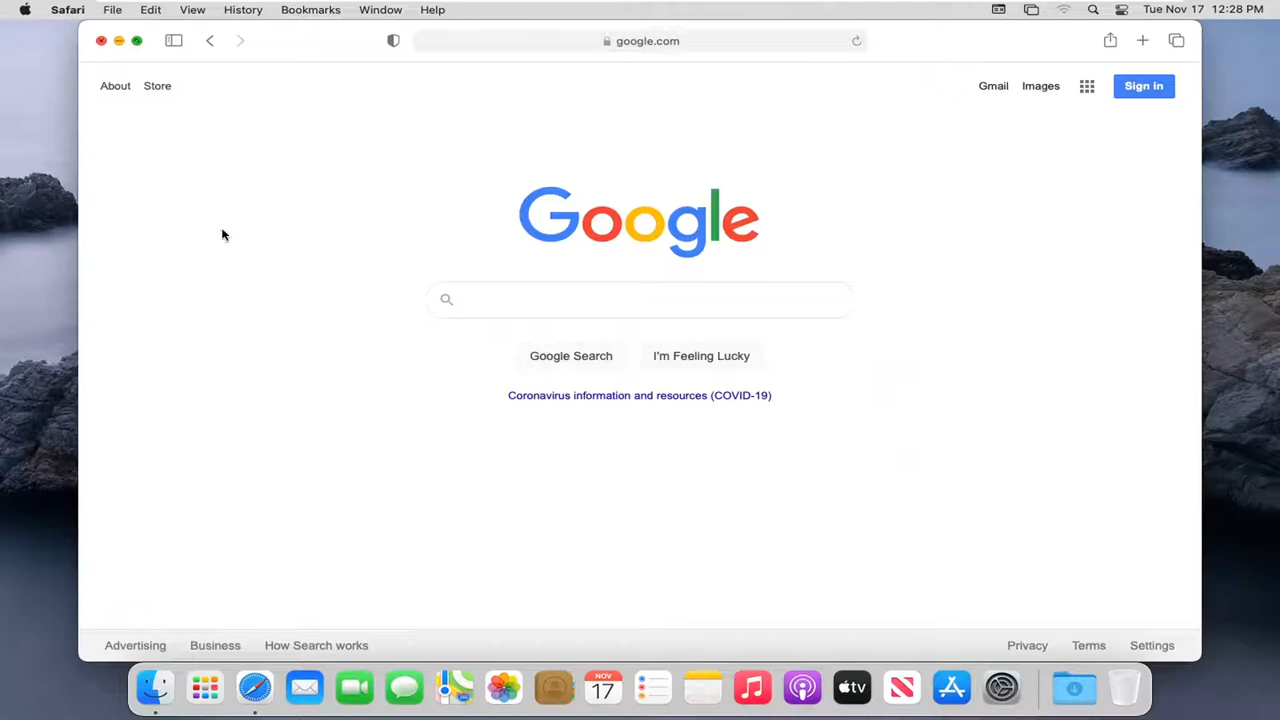 Safari File Edit View History Bookmarks Window Help Tue Nov 17 12:28 PM
google.com
About Store Gmail Images Sign in
Google
Google Search I'm Feeling Lucky
Coronavirus information and resources (COVID-19)
Advertising Business How Search works Privacy Terms Settings
NOV
17
tv